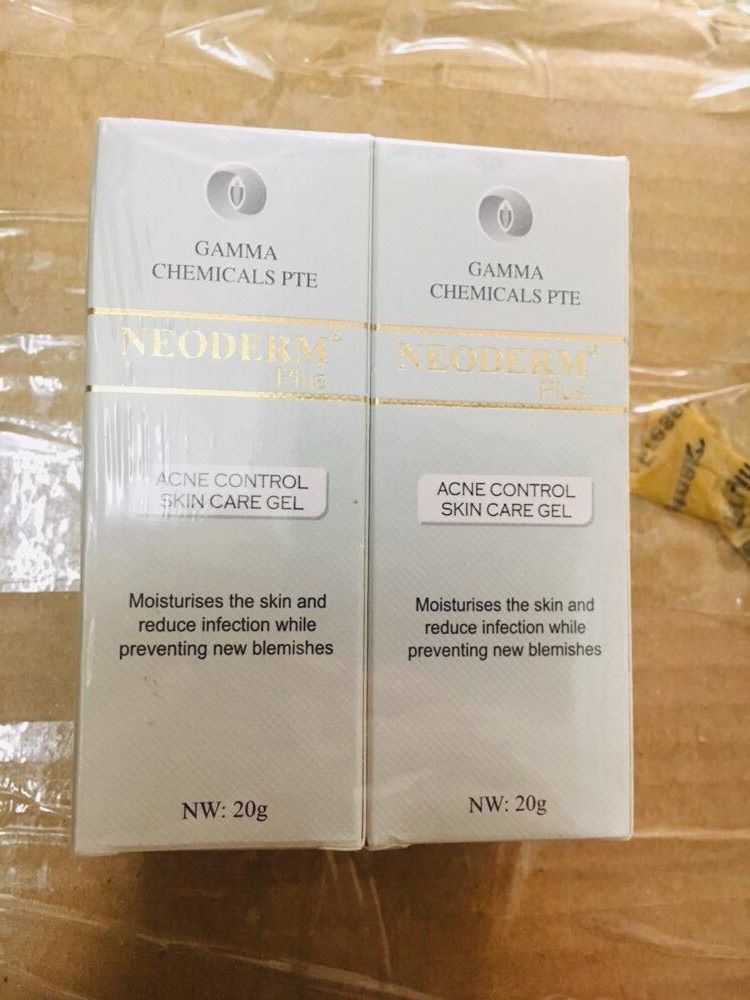 GAMMA
CHEMICALS PTE
NEODERM®
Plus
ACNE CONTROL
SKIN CARE GEL
Moisturises the skin and
reduce infection while
preventing new blemishes
NW: 20g
GAMMA
CHEMICALS PTE
NEODERM®
Plus
ACNE CONTROL
SKIN CARE GEL
Moisturises the skin and
reduce infection while
preventing new blemishes
NW: 20g